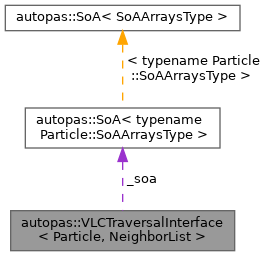 autopas::SoA< SoAArraysType >
< typename Particle
::SoAArraysType >
autopas::SoA< typename
Particle::SoAArraysType >
_soa
autopas::VLCTraversalInterface
< Particle, NeighborList >